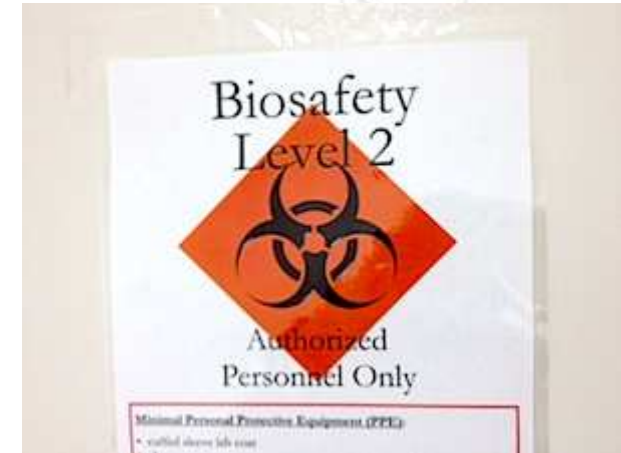 Biosafety
Level 2
Authorized
Personnel Only
Minimal Personal Protective Equipment (PPE):
• cuffed sleeve lab coat